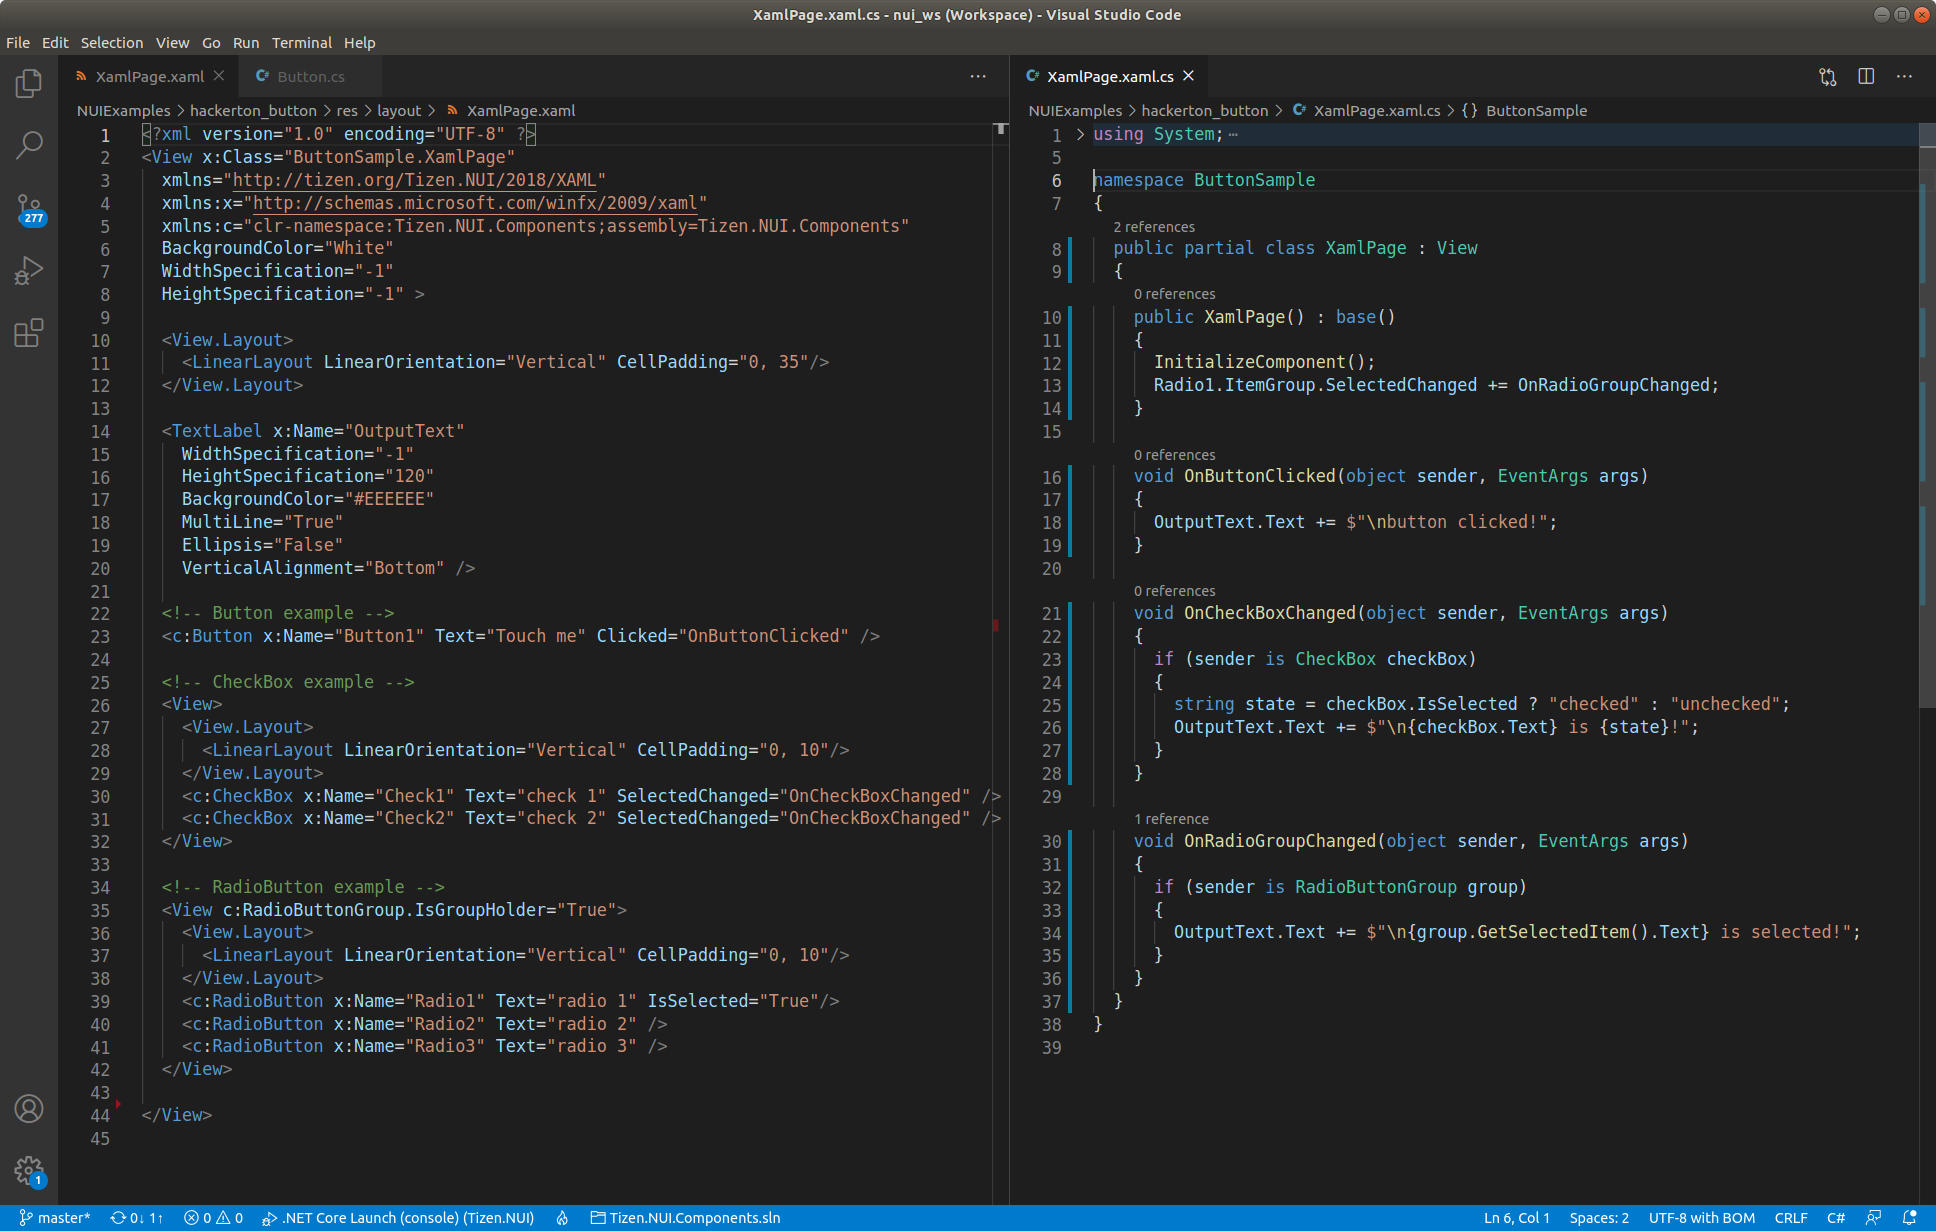 XamlPage.xaml.cs - nui_ws (Workspace) - Visual Studio Code
File Edit Selection View Go Run Terminal Help
XamlPage.xaml
Button.cs
NUIExamples > hackerton_button > res > layout > XamlPage.xaml
1 <?xml version="1.0" encoding="UTF-8" ?>
2 <View x:Class="ButtonSample.XamlPage"
3 xmlns="http://tizen.org/Tizen.NUI/2018/XAML"
4 xmlns:x="http://schemas.microsoft.com/winfx/2009/xaml"
5 xmlns:c="clr-namespace:Tizen.NUI.Components;assembly=Tizen.NUI.Components"
6 BackgroundColor="White"
7 WidthSpecification="-1"
8 HeightSpecification="-1" >
9
10 <View.Layout>
11 <LinearLayout LinearOrientation="Vertical" CellPadding="0, 35"/>
12 </View.Layout>
13
14 <TextLabel x:Name="OutputText"
15 WidthSpecification="-1"
16 HeightSpecification="120"
17 BackgroundColor="#EEEEEE"
18 MultiLine="True"
19 Ellipsis="False"
20 VerticalAlignment="Bottom" />
21
22 <!-- Button example -->
23 <c:Button x:Name="Button1" Text="Touch me" Clicked="OnButtonClicked" />
24
25 <!-- CheckBox example -->
26 <View>
27 <View.Layout>
28 <LinearLayout LinearOrientation="Vertical" CellPadding="0, 10"/>
29 </View.Layout>
30 <c:CheckBox x:Name="Check1" Text="check 1" SelectedChanged="OnCheckBoxChanged" />
31 <c:CheckBox x:Name="Check2" Text="check 2" SelectedChanged="OnCheckBoxChanged" />
32 </View>
33
34 <!-- RadioButton example -->
35 <View c:RadioButtonGroup.IsGroupHolder="True">
36 <View.Layout>
37 <LinearLayout LinearOrientation="Vertical" CellPadding="0, 10"/>
38 </View.Layout>
39 <c:RadioButton x:Name="Radio1" Text="radio 1" IsSelected="True"/>
40 <c:RadioButton x:Name="Radio2" Text="radio 2" />
41 <c:RadioButton x:Name="Radio3" Text="radio 3" />
42 </View>
43
44 </View>
45
C# XamlPage.xaml.cs
NUIExamples > hackerton_button > C# XamlPage.xaml.cs > {} ButtonSample
1 using System;
5
6 namespace ButtonSample
7 {
2 references
8 public partial class XamlPage : View
9 {
0 references
10 public XamlPage() : base()
11 {
12 InitializeComponent();
13 Radio1.ItemGroup.SelectedChanged += OnRadioGroupChanged;
14 }
15
0 references
16 void OnButtonClicked(object sender, EventArgs args)
17 {
18 OutputText.Text += $"\nbutton clicked!";
19 }
20
0 references
21 void OnCheckBoxChanged(object sender, EventArgs args)
22 {
23 if (sender is CheckBox checkBox)
24 {
25 string state = checkBox.IsSelected ? "checked" : "unchecked";
26 OutputText.Text += $"\n{checkBox.Text} is {state}!";
27 }
28 }
29
1 reference
30 void OnRadioGroupChanged(object sender, EventArgs args)
31 {
32 if (sender is RadioButtonGroup group)
33 {
34 OutputText.Text += $"\n{group.GetSelectedItem().Text} is selected!";
35 }
36 }
37 }
38 }
39
277
1
master* 0↓ 1↑ 0 0 .NET Core Launch (console) (Tizen.NUI) Tizen.NUI.Components.sln Ln 6, Col 1 Spaces: 2 UTF-8 with BOM CRLF C#